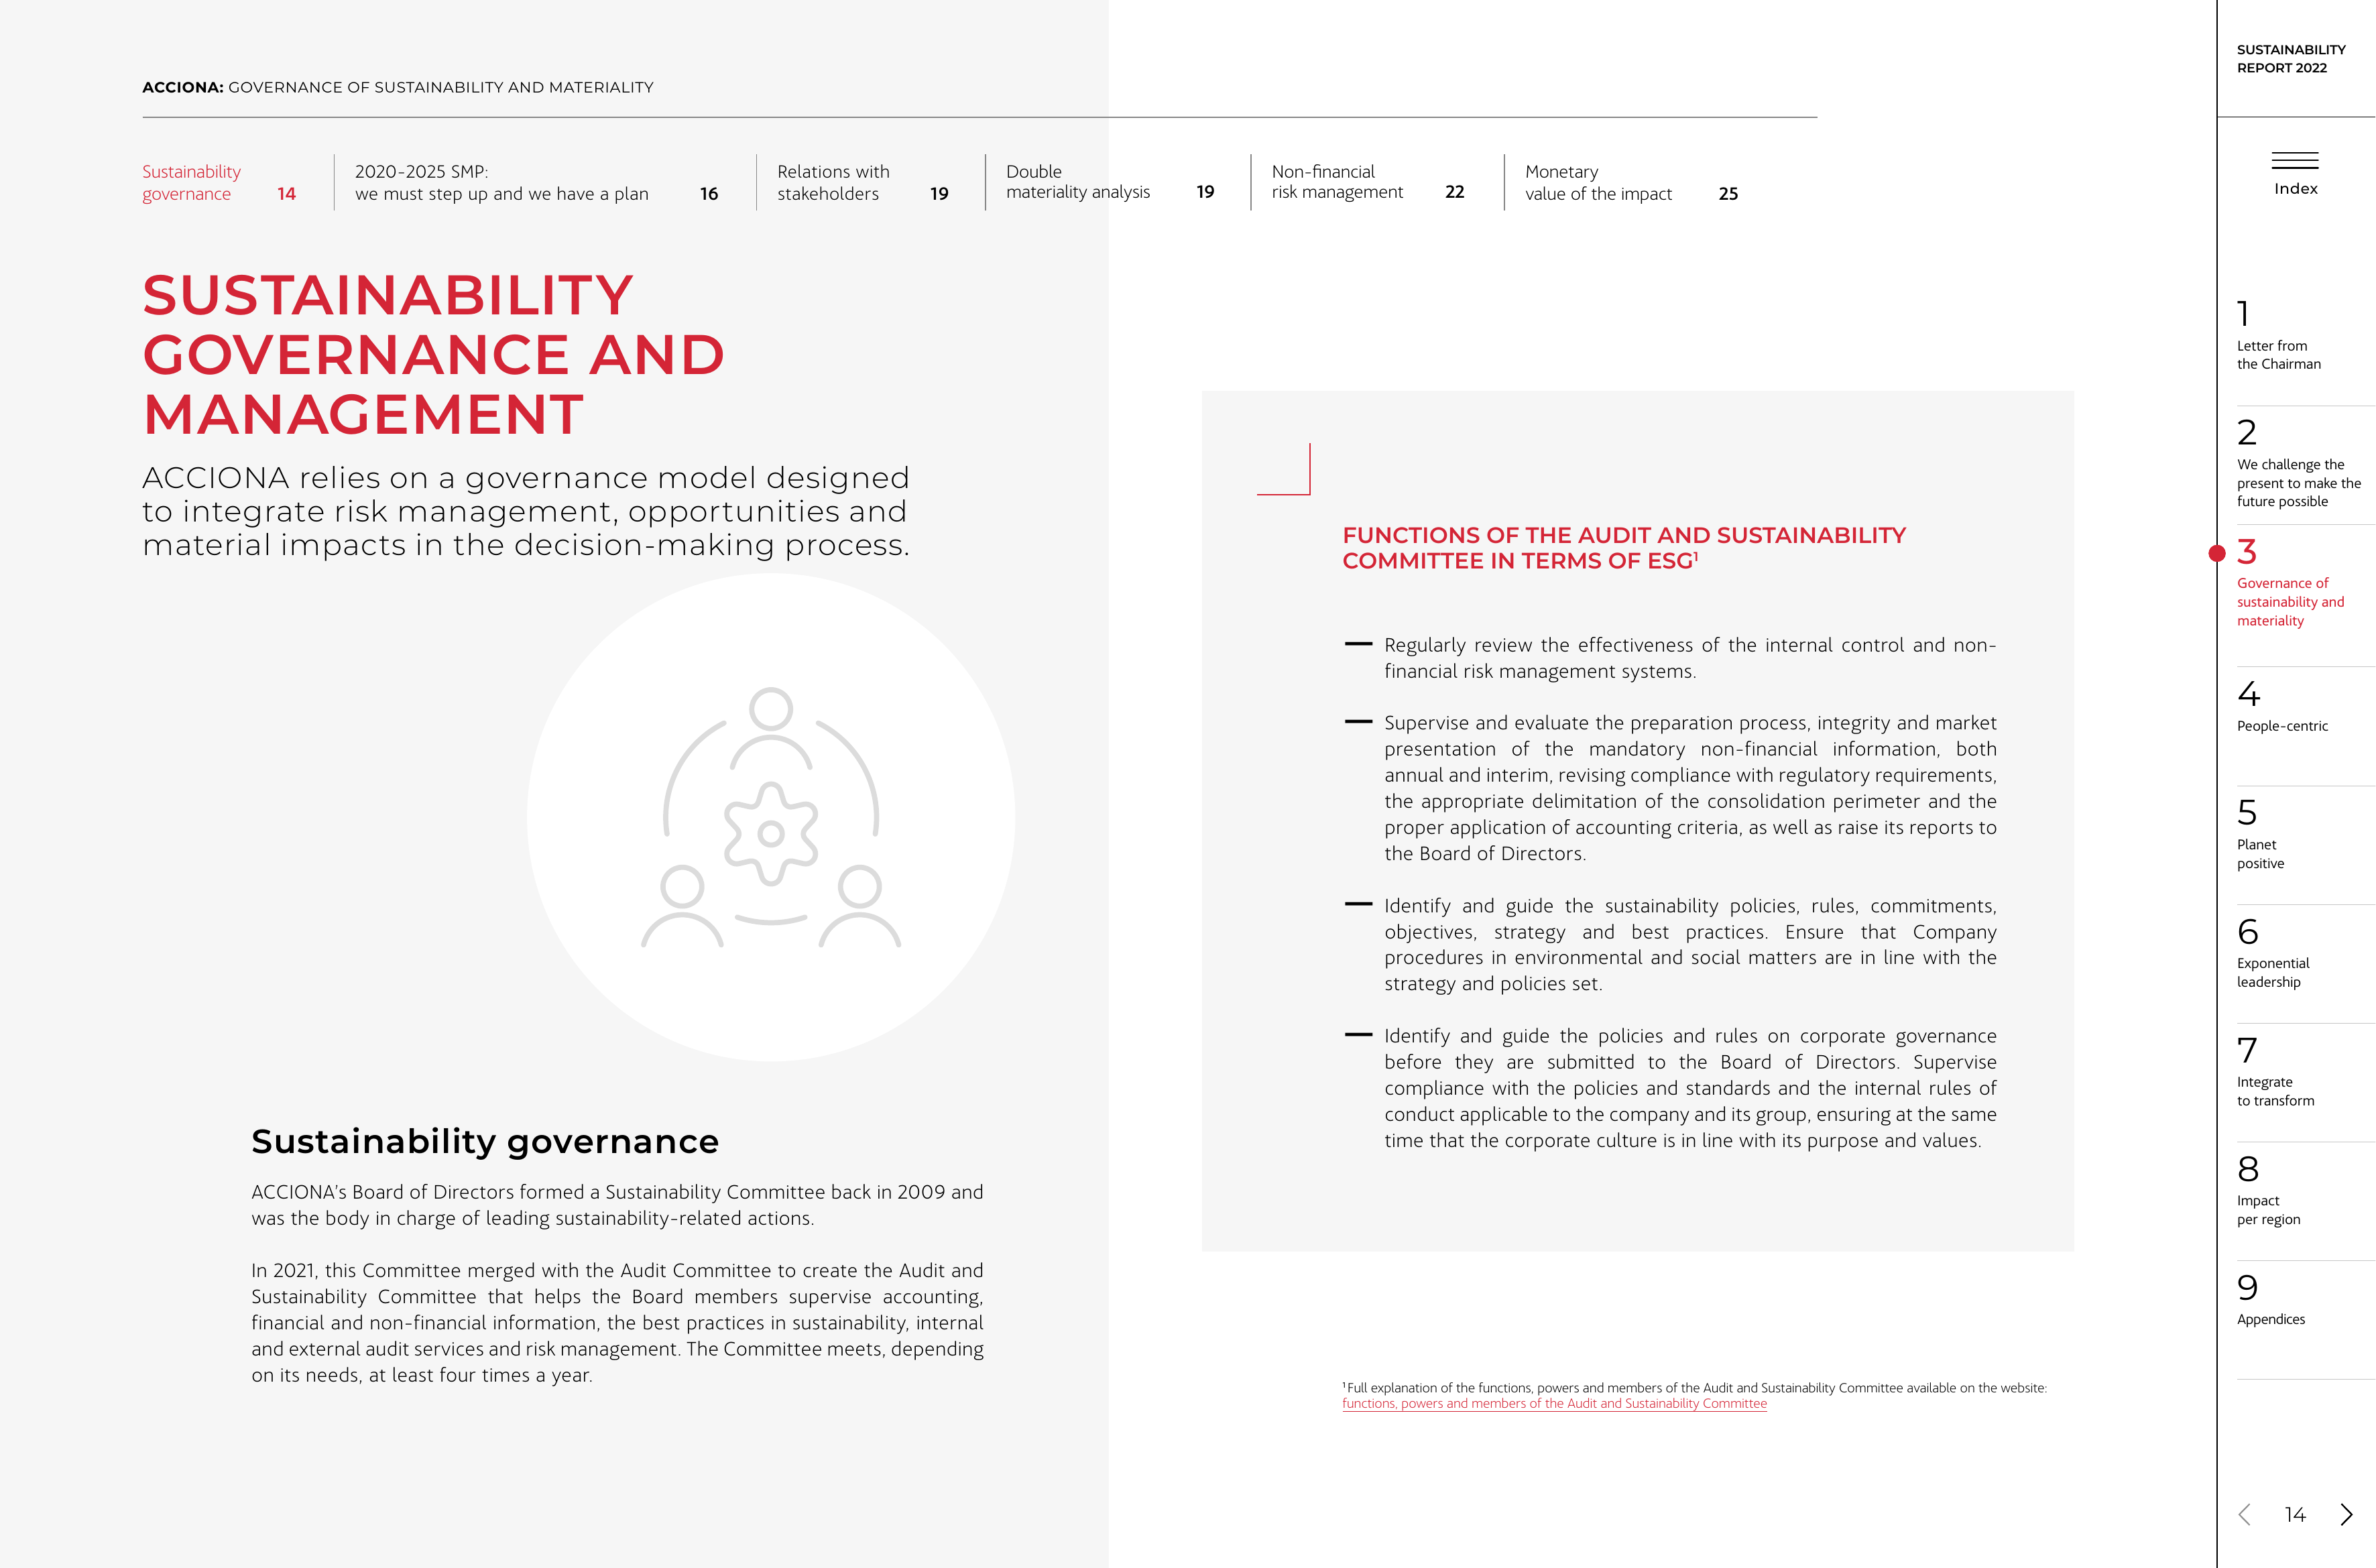 ACCIONA: GOVERNANCE OF SUSTAINABILITY AND MATERIALITY
Sustainability
governance 14
2020-2025 SMP:
we must step up and we have a plan 16
Relations with
stakeholders 19
Double
materiality analysis 19
Non-financial
risk management 22
Monetary
value of the impact 25
SUSTAINABILITY
GOVERNANCE AND
MANAGEMENT
ACCIONA relies on a governance model designed
to integrate risk management, opportunities and
material impacts in the decision-making process.
Sustainability governance
ACCIONA's Board of Directors formed a Sustainability Committee back in 2009 and
was the body in charge of leading sustainability-related actions.
In 2021, this Committee merged with the Audit Committee to create the Audit and
Sustainability Committee that helps the Board members supervise accounting,
financial and non-financial information, the best practices in sustainability, internal
and external audit services and risk management. The Committee meets, depending
on its needs, at least four times a year.
FUNCTIONS OF THE AUDIT AND SUSTAINABILITY
COMMITTEE IN TERMS OF ESG¹
— Regularly review the effectiveness of the internal control and non-
financial risk management systems.
— Supervise and evaluate the preparation process, integrity and market
presentation of the mandatory non-financial information, both
annual and interim, revising compliance with regulatory requirements,
the appropriate delimitation of the consolidation perimeter and the
proper application of accounting criteria, as well as raise its reports to
the Board of Directors.
— Identify and guide the sustainability policies, rules, commitments,
objectives, strategy and best practices. Ensure that Company
procedures in environmental and social matters are in line with the
strategy and policies set.
— Identify and guide the policies and rules on corporate governance
before they are submitted to the Board of Directors. Supervise
compliance with the policies and standards and the internal rules of
conduct applicable to the company and its group, ensuring at the same
time that the corporate culture is in line with its purpose and values.
¹ Full explanation of the functions, powers and members of the Audit and Sustainability Committee available on the website:
functions, powers and members of the Audit and Sustainability Committee
SUSTAINABILITY
REPORT 2022
Index
1
Letter from
the Chairman
2
We challenge the
present to make the
future possible
3
Governance of
sustainability and
materiality
4
People-centric
5
Planet
positive
6
Exponential
leadership
7
Integrate
to transform
8
Impact
per region
9
Appendices
14